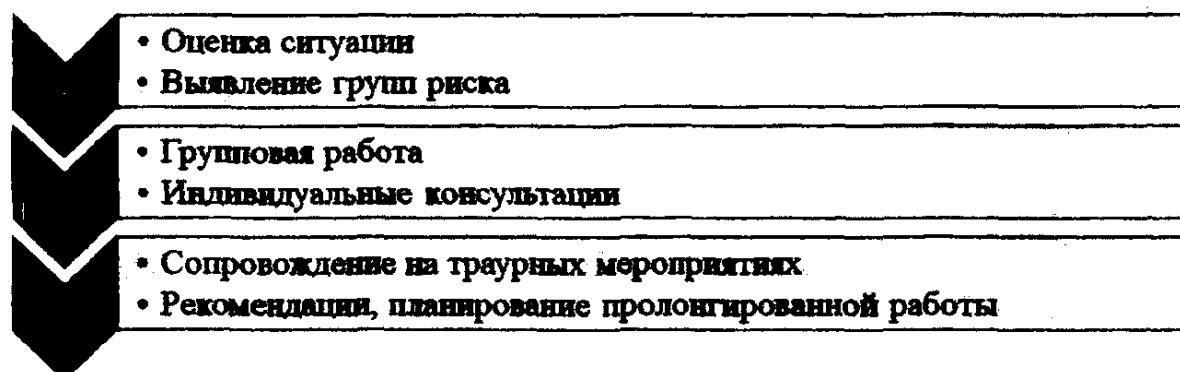 • Оценка ситуации
• Выявление групп риска
• Групповая работа
• Индивидуальные консультации
• Сопровождение на траурных мероприятиях
• Рекомендации, планирование пролонгированной работы